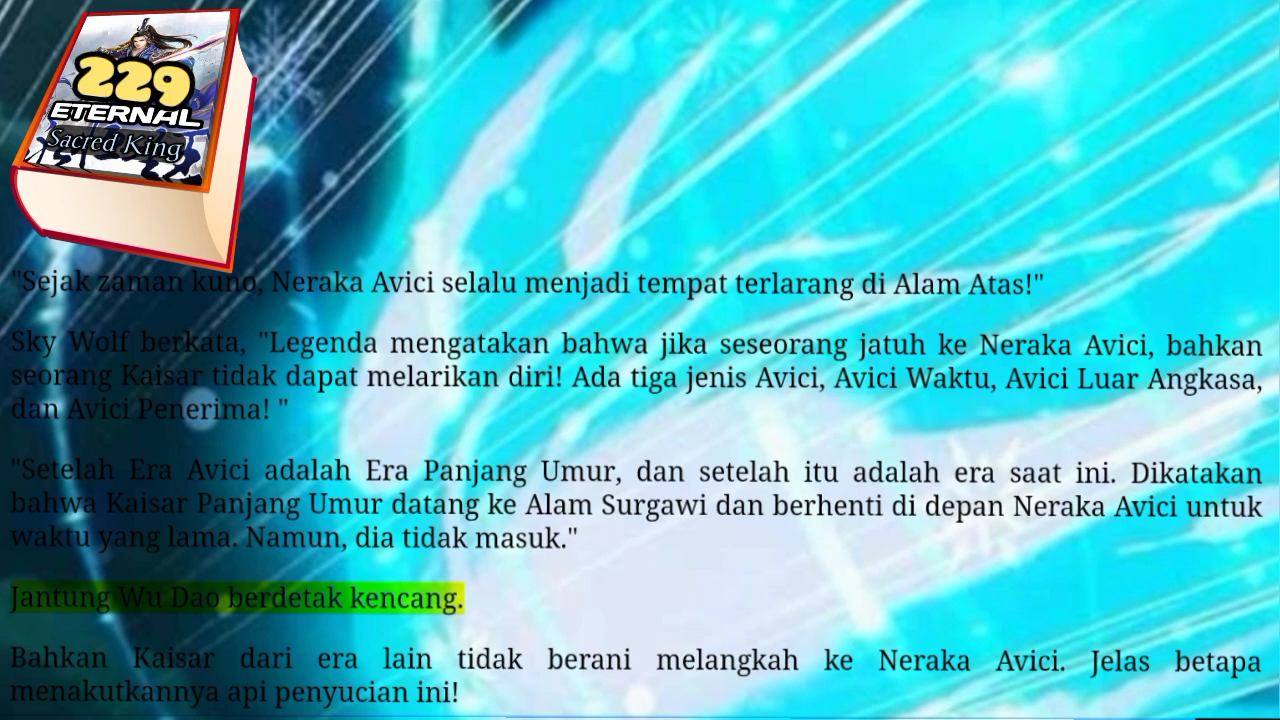 229
ETERNAL
Sacred King
"Sejak zaman kuno, Neraka Avici selalu menjadi tempat terlarang di Alam Atas!"
Sky Wolf berkata, "Legenda mengatakan bahwa jika seseorang jatuh ke Neraka Avici, bahkan
seorang Kaisar tidak dapat melarikan diri! Ada tiga jenis Avici, Avici Waktu, Avici Luar Angkasa,
dan Avici Penerima! "
"Setelah Era Avici adalah Era Panjang Umur, dan setelah itu adalah era saat ini. Dikatakan
bahwa Kaisar Panjang Umur datang ke Alam Surgawi dan berhenti di depan Neraka Avici untuk
waktu yang lama. Namun, dia tidak masuk."
Jantung Wu Dao berdetak kencang.
Bahkan Kaisar dari era lain tidak berani melangkah ke Neraka Avici. Jelas betapa
menakutkannya api penyucian ini!